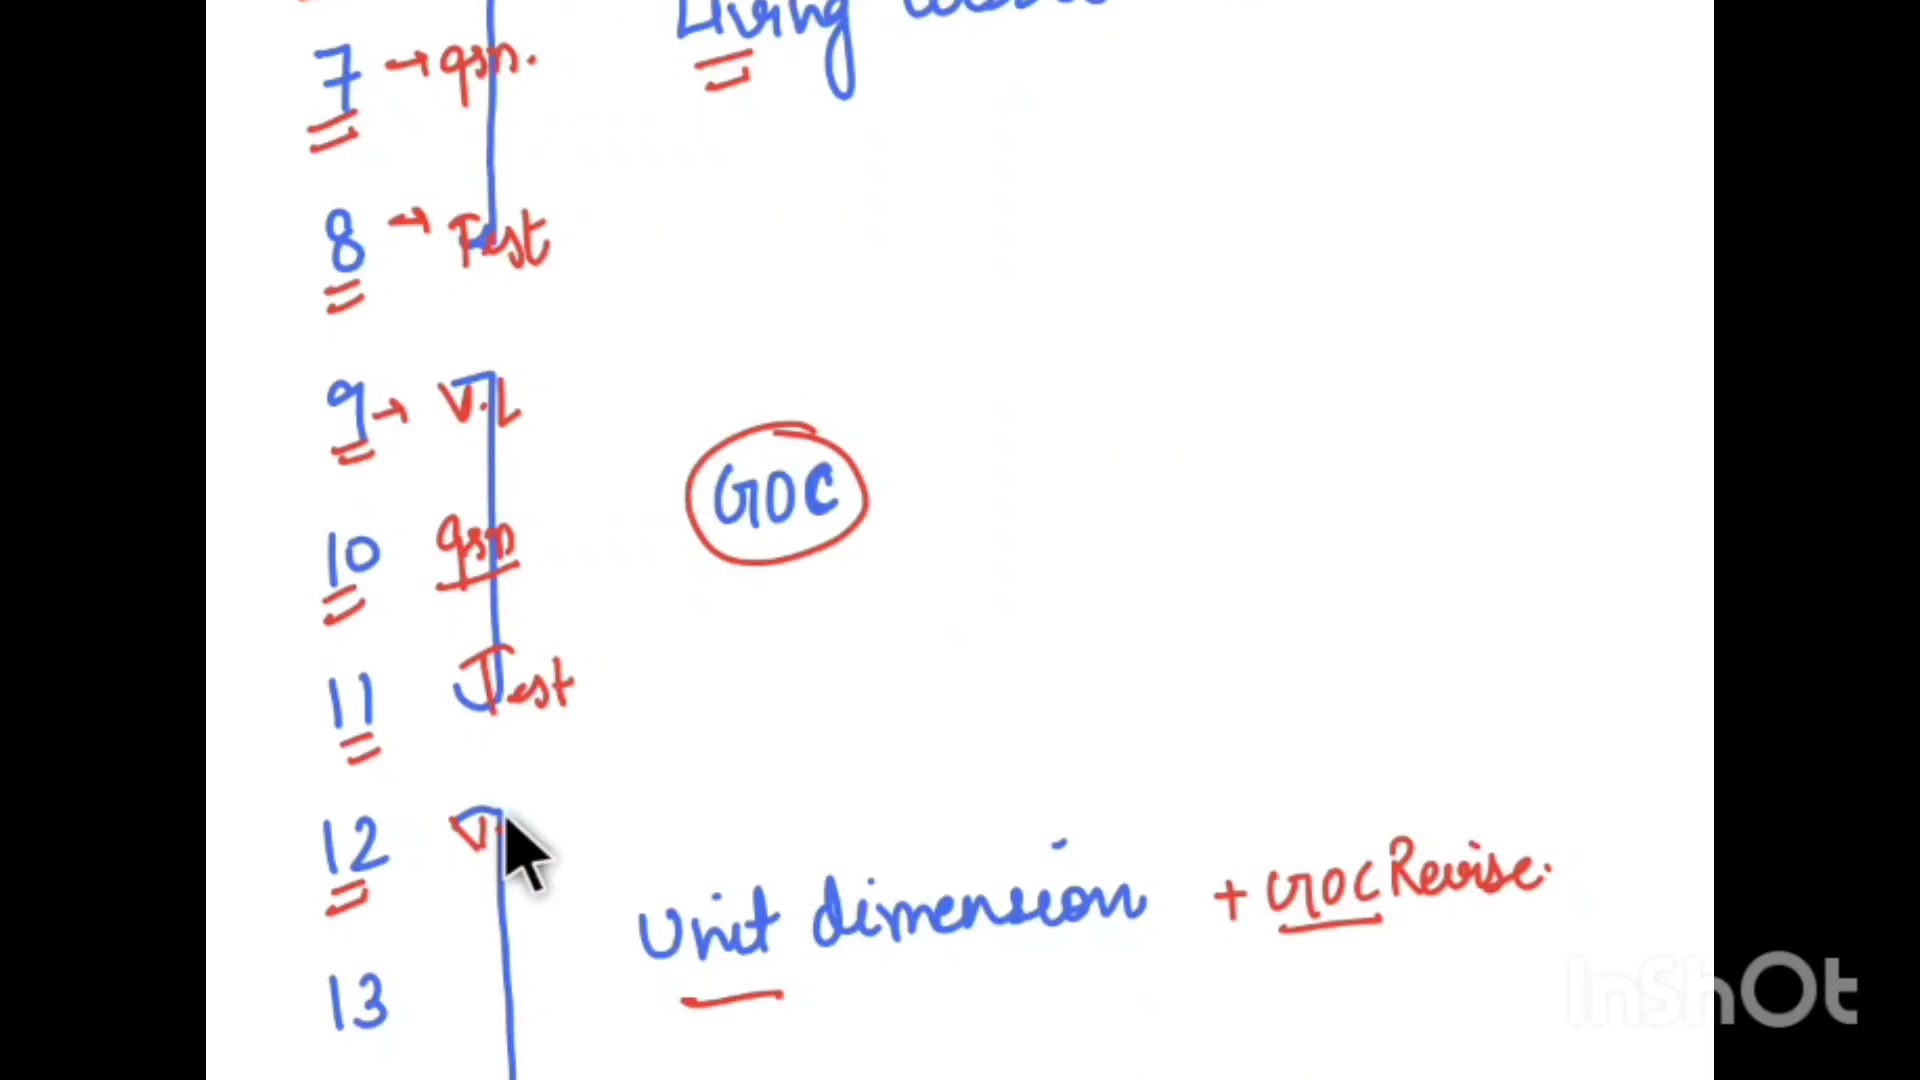 Living
7 → qsn.
8 → Test
9 → V.L
GOC
10 qsn
11 Test
12 V.
Unit dimension + GOC Revise.
13
InShOt